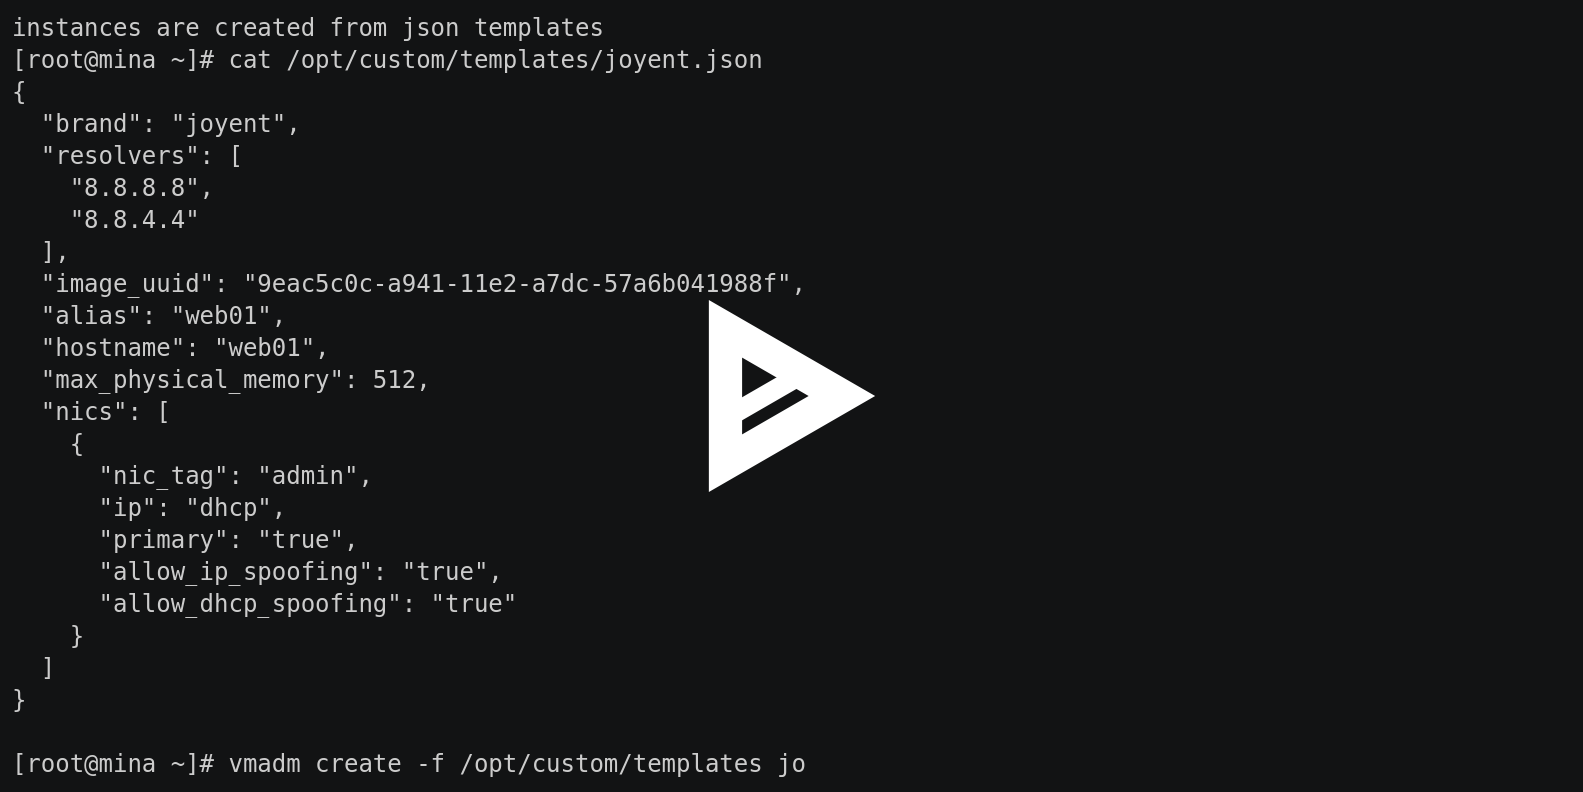 instances are created from json templates
[root@mina ~]# cat /opt/custom/templates/joyent.json
{
  "brand": "joyent",
  "resolvers": [
    "8.8.8.8",
    "8.8.4.4"
  ],
  "image_uuid": "9eac5c0c-a941-11e2-a7dc-57a6b041988f",
  "alias": "web01",
  "hostname": "web01",
  "max_physical_memory": 512,
  "nics": [
    {
      "nic_tag": "admin",
      "ip": "dhcp",
      "primary": "true",
      "allow_ip_spoofing": "true",
      "allow_dhcp_spoofing": "true"
    }
  ]
}
[root@mina ~]# vmadm create -f /opt/custom/templates jo